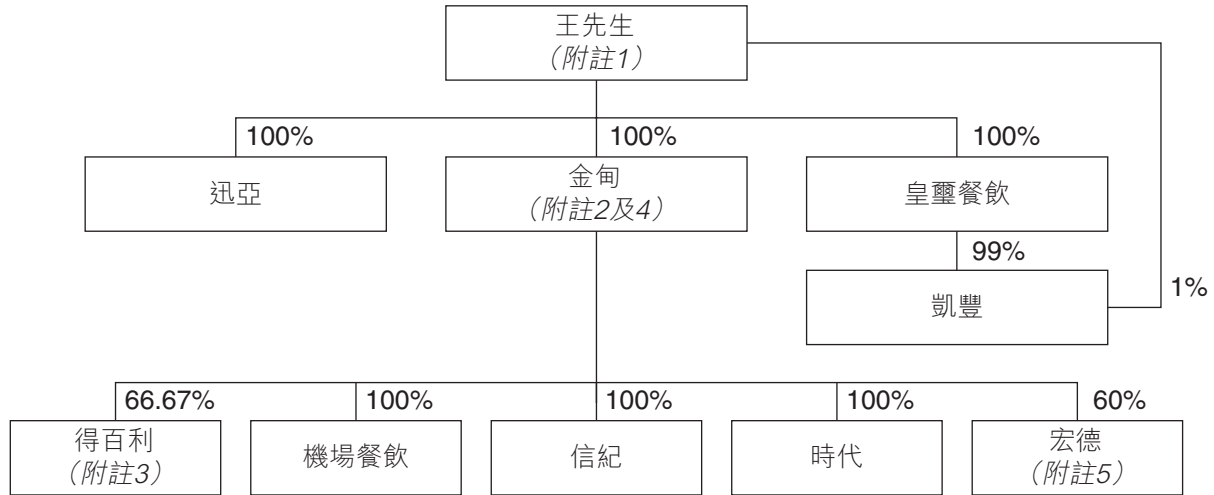 王先生
（附註1）
100%
100%
100%
迅亞
金甸
（附註2及4）
皇璽餐飲
99%
凱豐
1%
66.67%
100%
100%
100%
60%
得百利
（附註3）
機場餐飲
信紀
時代
宏德
（附註5）